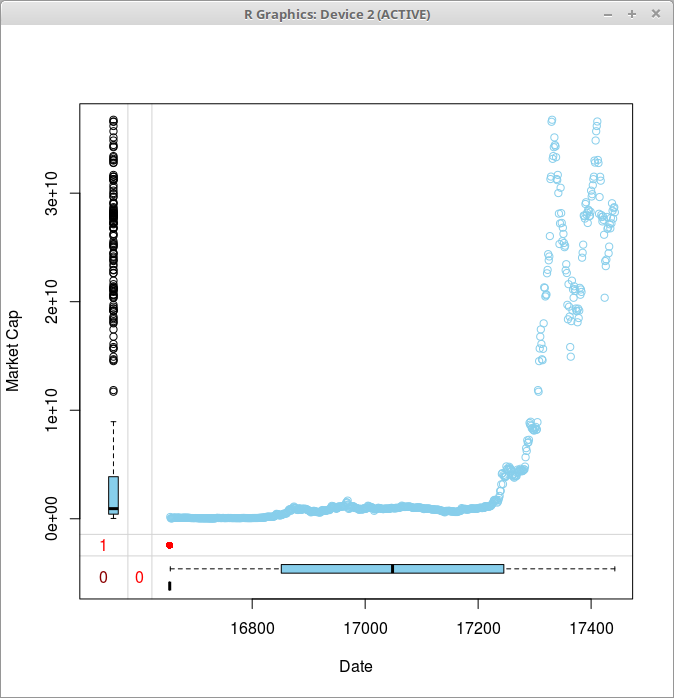 R Graphics: Device 2 (ACTIVE)
Market Cap
3e+10
2e+10
1e+10
0e+00
1
0 0
16800 17000 17200 17400
Date